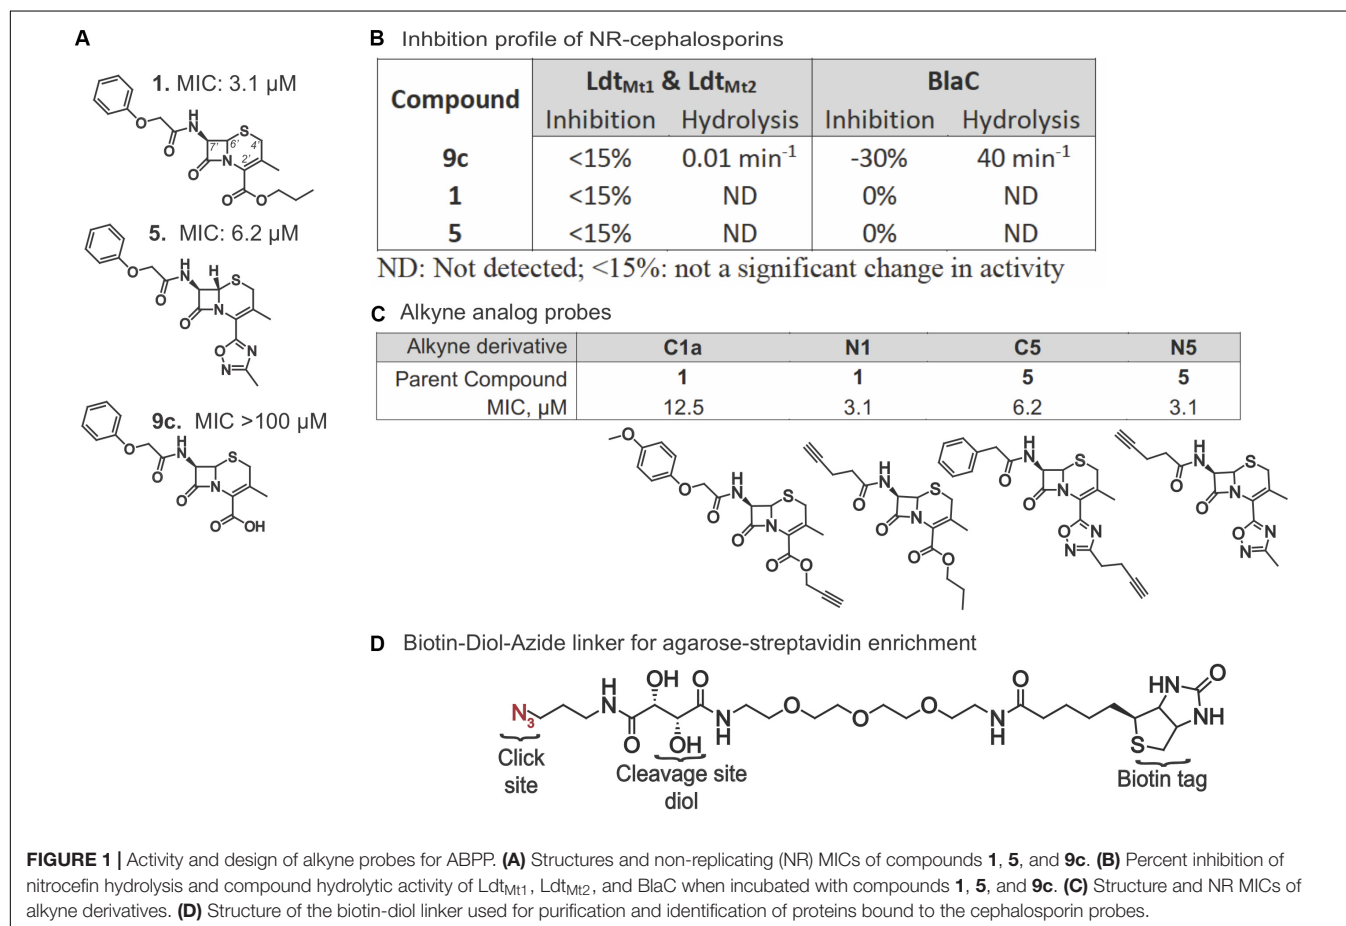 A
1. MIC: 3.1 µM
5. MIC: 6.2 µM
9c. MIC >100 µM
B Inhbition profile of NR-cephalosporins
Compound LdtMt1 & LdtMt2 BlaC
Inhibition Hydrolysis Inhibition Hydrolysis
9c <15% 0.01 min-1 -30% 40 min-1
1 <15% ND 0% ND
5 <15% ND 0% ND
ND: Not detected; <15%: not a significant change in activity
C Alkyne analog probes
Alkyne derivative C1a N1 C5 N5
Parent Compound 1 1 5 5
MIC, µM 12.5 3.1 6.2 3.1
D Biotin-Diol-Azide linker for agarose-streptavidin enrichment
Click site
Cleavage site diol
Biotin tag
FIGURE 1 | Activity and design of alkyne probes for ABPP. (A) Structures and non-replicating (NR) MICs of compounds 1, 5, and 9c. (B) Percent inhibition of
nitrocefin hydrolysis and compound hydrolytic activity of LdtMt1, LdtMt2, and BlaC when incubated with compounds 1, 5, and 9c. (C) Structure and NR MICs of
alkyne derivatives. (D) Structure of the biotin-diol linker used for purification and identification of proteins bound to the cephalosporin probes.